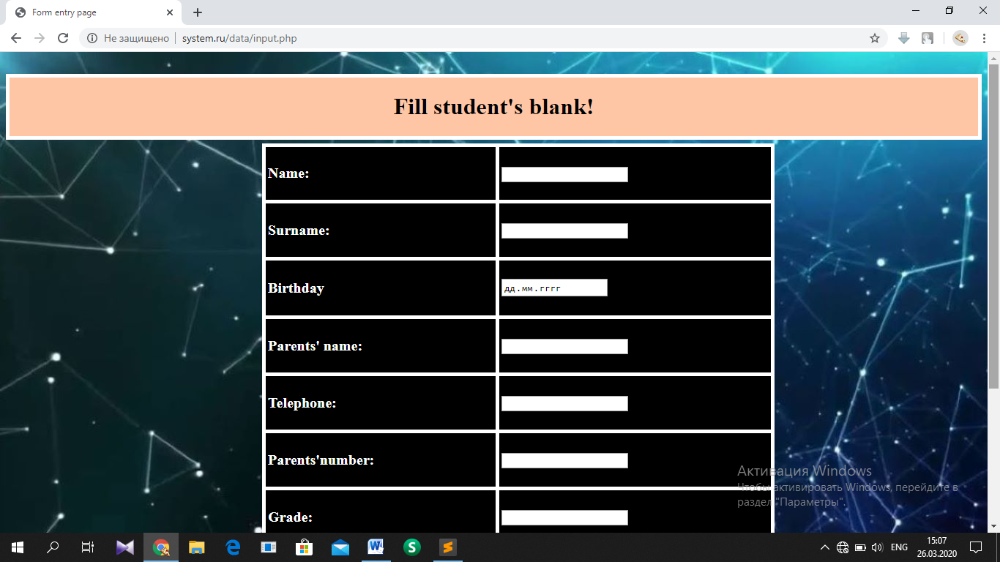 Form entry page
Не защищено
system.ru/data/input.php
Fill student's blank!
Name:
Surname:
Birthday
дд.мм.гггг
Parents' name:
Telephone:
Parents'number:
Grade:
Активация Windows
Чтобы активировать Windows, перейдите в
раздел "Параметры".
ENG
15:07
26.03.2020